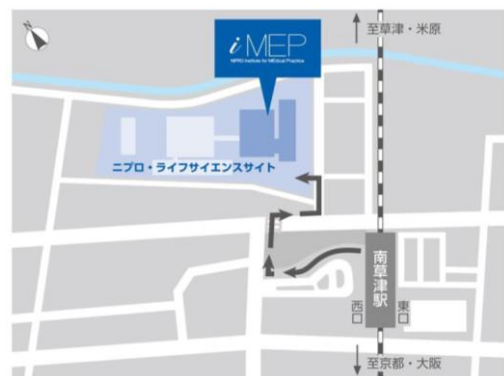 N
至草津・米原
iMEP
NIPRO Institute for MEdical Practice
ニプロ・ライフサイエンスサイト
南草津駅
西口
東口
至京都・大阪